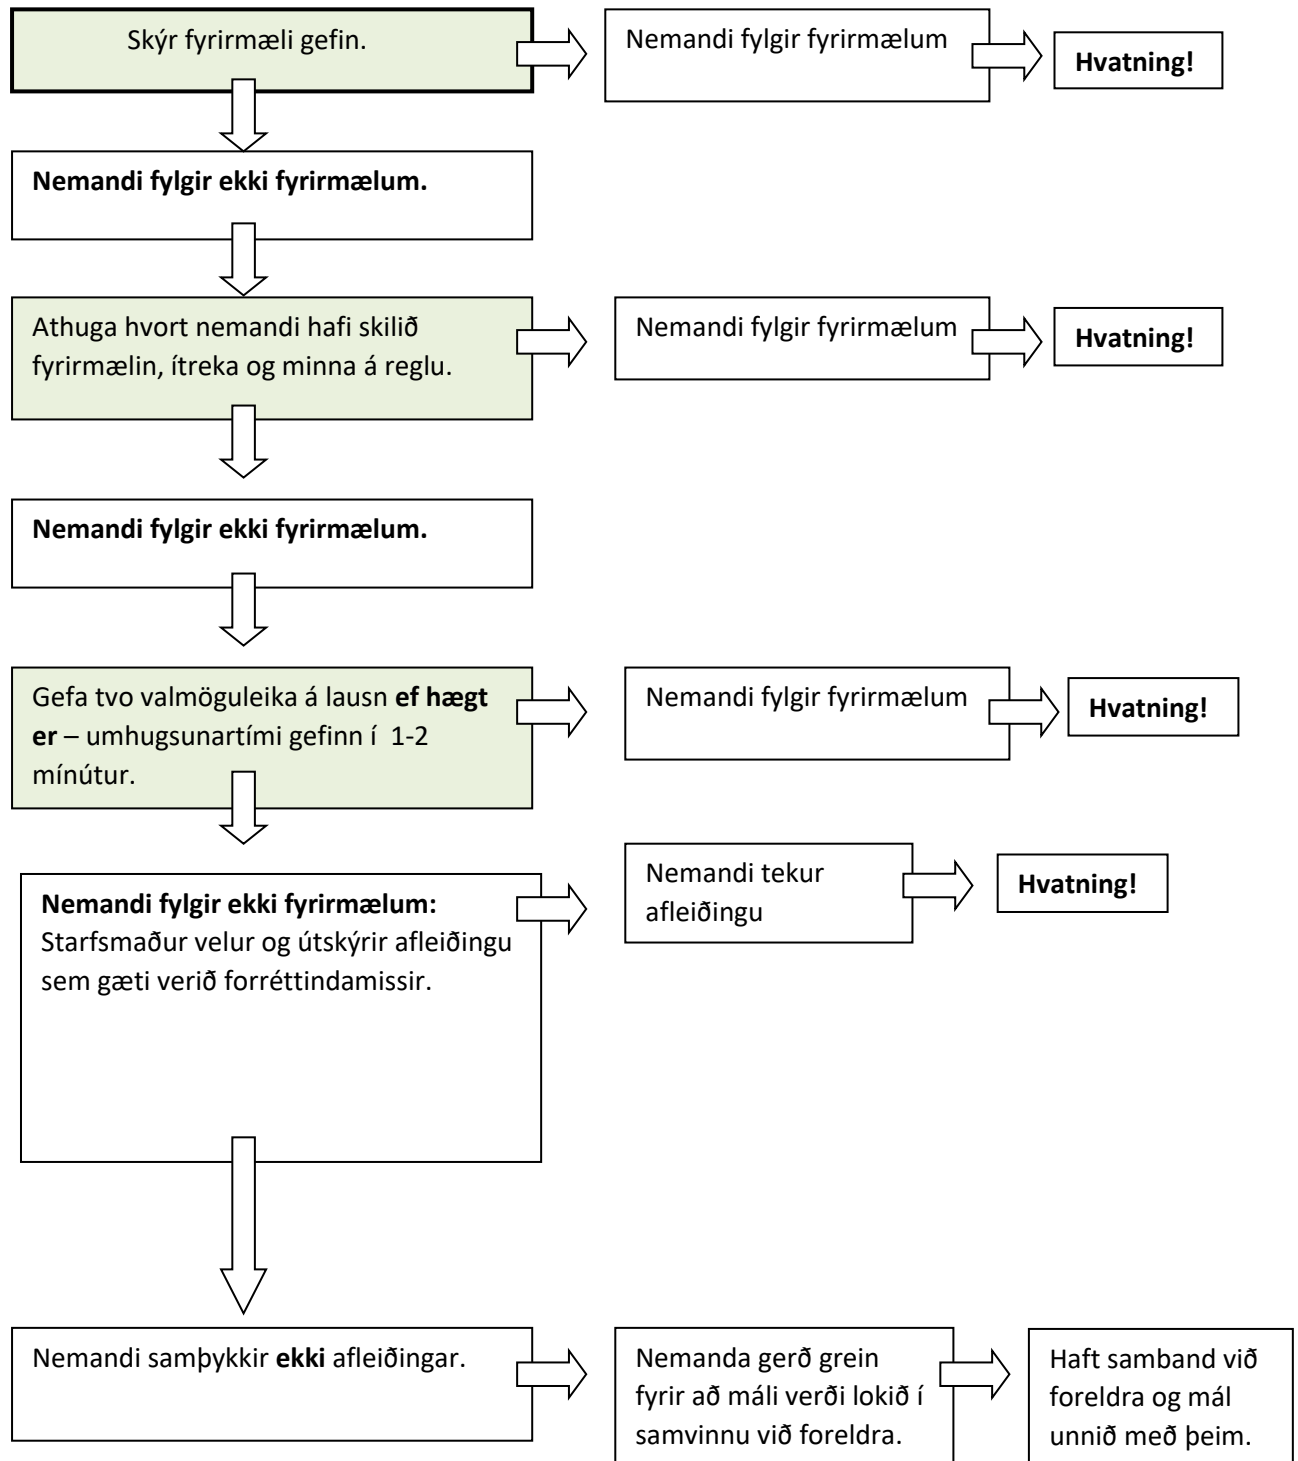 Skýr fyrirmæli gefin.
Nemandi fylgir fyrirmælum
Hvatning!
Nemandi fylgir ekki fyrirmælum.
Athuga hvort nemandi hafi skilið
fyrirmælin, ítreka og minna á reglu.
Nemandi fylgir fyrirmælum
Hvatning!
Nemandi fylgir ekki fyrirmælum.
Gefa tvo valmöguleika á lausn ef hægt
er – umhugsunartími gefinn í 1-2
mínútur.
Nemandi fylgir fyrirmælum
Hvatning!
Nemandi fylgir ekki fyrirmælum:
Starfsmaður velur og útskýrir afleiðingu
sem gæti verið forréttindamissir.
Nemandi tekur
afleiðingu
Hvatning!
Nemandi samþykkir ekki afleiðingar.
Nemanda gerð grein
fyrir að máli verði lokið í
samvinnu við foreldra.
Haft samband við
foreldra og mál
unnið með þeim.